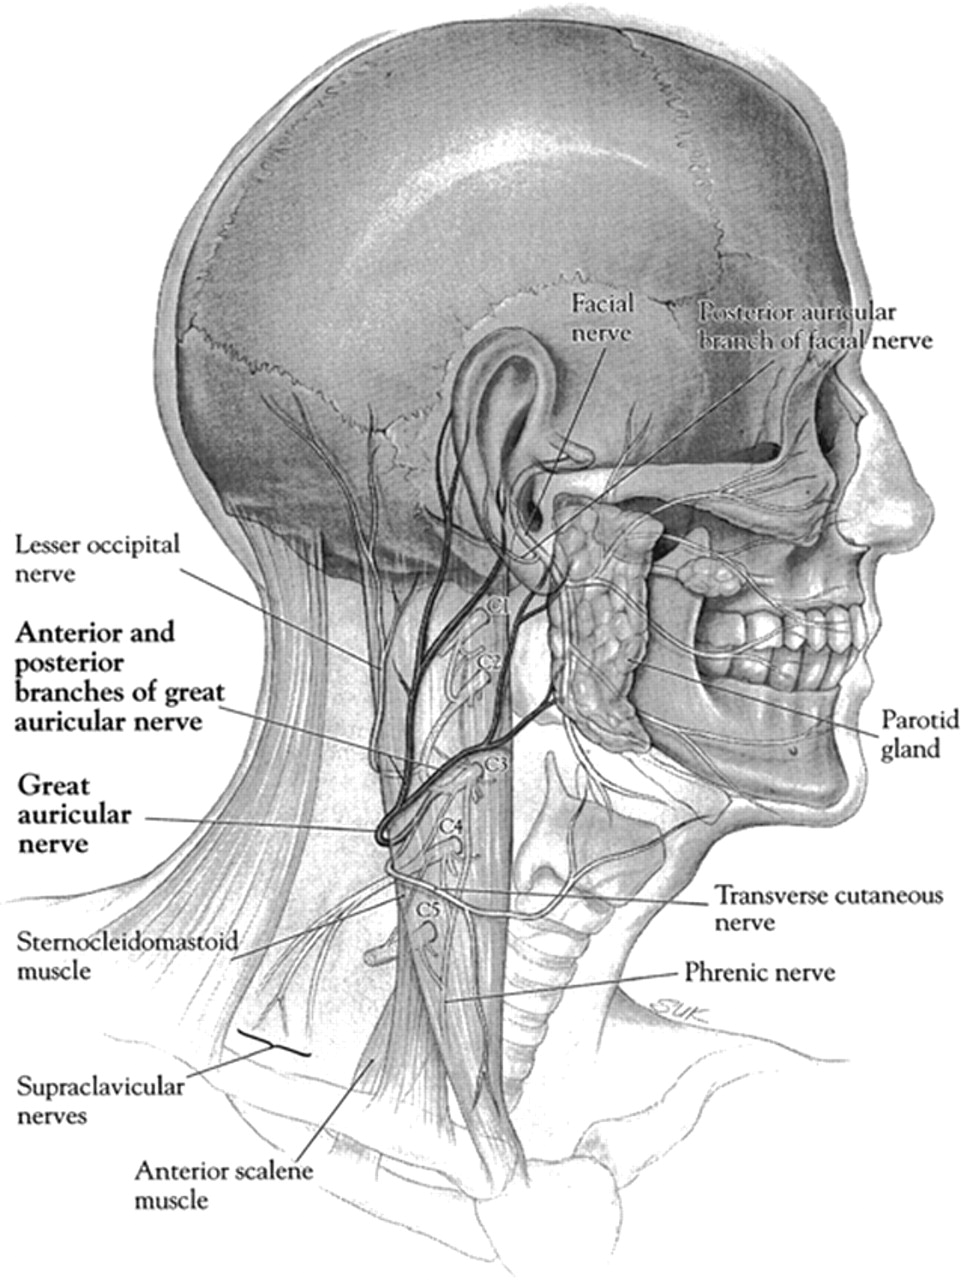 Facial
nerve
Posterior auricular
branch of facial nerve
Lesser occipital
nerve
Anterior and
posterior
branches of great
auricular nerve
Great
auricular
nerve
C1
C2
C3
C4
C5
Parotid
gland
Transverse cutaneous
nerve
Sternocleidomastoid
muscle
Phrenic nerve
SUK
Supraclavicular
nerves
Anterior scalene
muscle